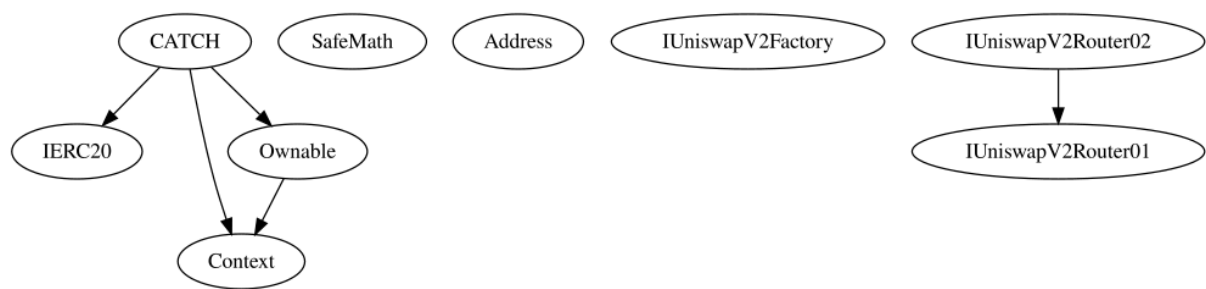 CATCH
SafeMath
Address
IUniswapV2Factory
IUniswapV2Router02
IERC20
Ownable
IUniswapV2Router01
Context